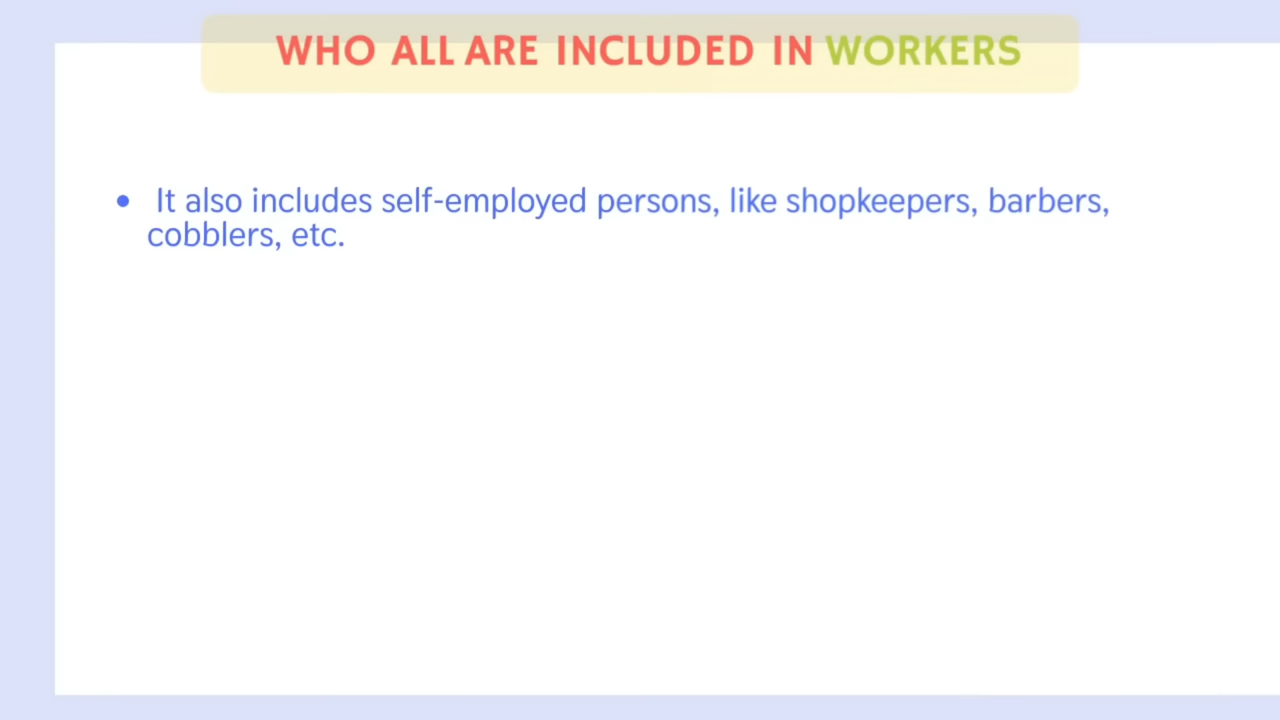 WHO ALL ARE INCLUDED IN WORKERS
• It also includes self-employed persons, like shopkeepers, barbers,
cobblers, etc.